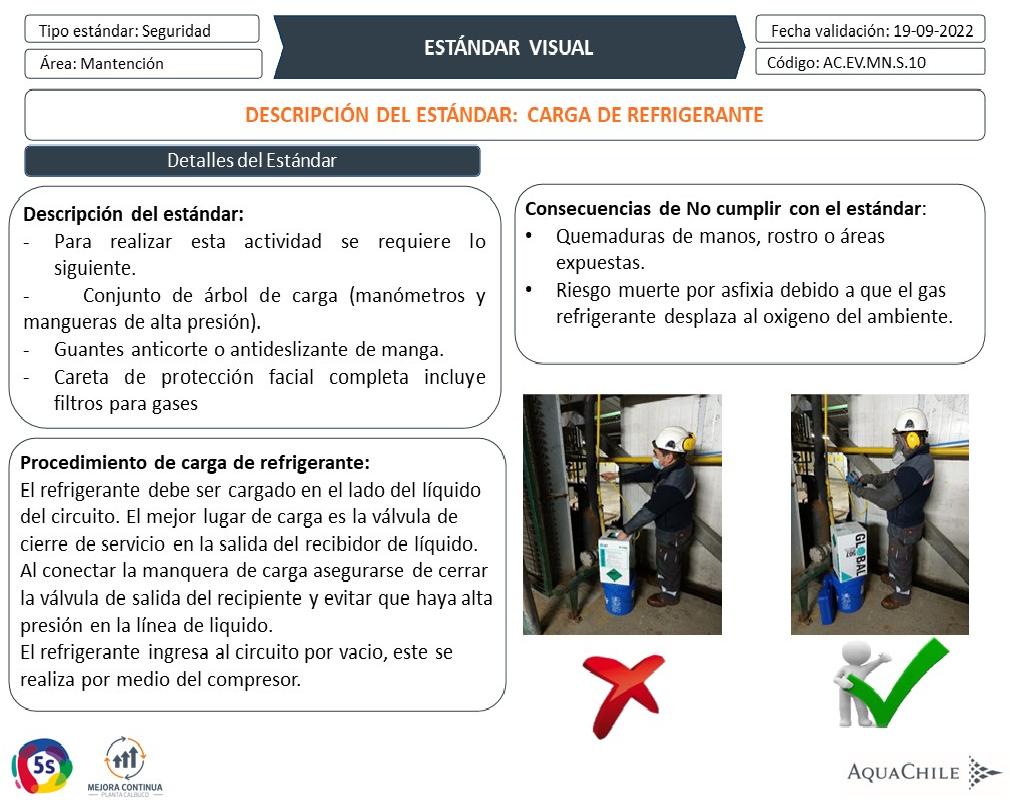 Tipo estándar: Seguridad
Área: Mantención
ESTÁNDAR VISUAL
Fecha validación: 19-09-2022
Código: AC.EV.MN.S.10
DESCRIPCIÓN DEL ESTÁNDAR: CARGA DE REFRIGERANTE
Detalles del Estándar
Descripción del estándar:
- Para realizar esta actividad se requiere lo
siguiente.
- Conjunto de árbol de carga (manómetros y
mangueras de alta presión).
- Guantes anticorte o antideslizante de manga.
- Careta de protección facial completa incluye
filtros para gases
Procedimiento de carga de refrigerante:
El refrigerante debe ser cargado en el lado del líquido
del circuito. El mejor lugar de carga es la válvula de
cierre de servicio en la salida del recibidor de líquido.
Al conectar la manquera de carga asegurarse de cerrar
la válvula de salida del recipiente y evitar que haya alta
presión en la línea de liquido.
El refrigerante ingresa al circuito por vacio, este se
realiza por medio del compresor.
Consecuencias de No cumplir con el estándar:
• Quemaduras de manos, rostro o áreas
expuestas.
• Riesgo muerte por asfixia debido a que el gas
refrigerante desplaza al oxigeno del ambiente.
GLOBAL
507
5s
MEJORA CONTINUA
PLANTA CALBUCO
AQUACHILE